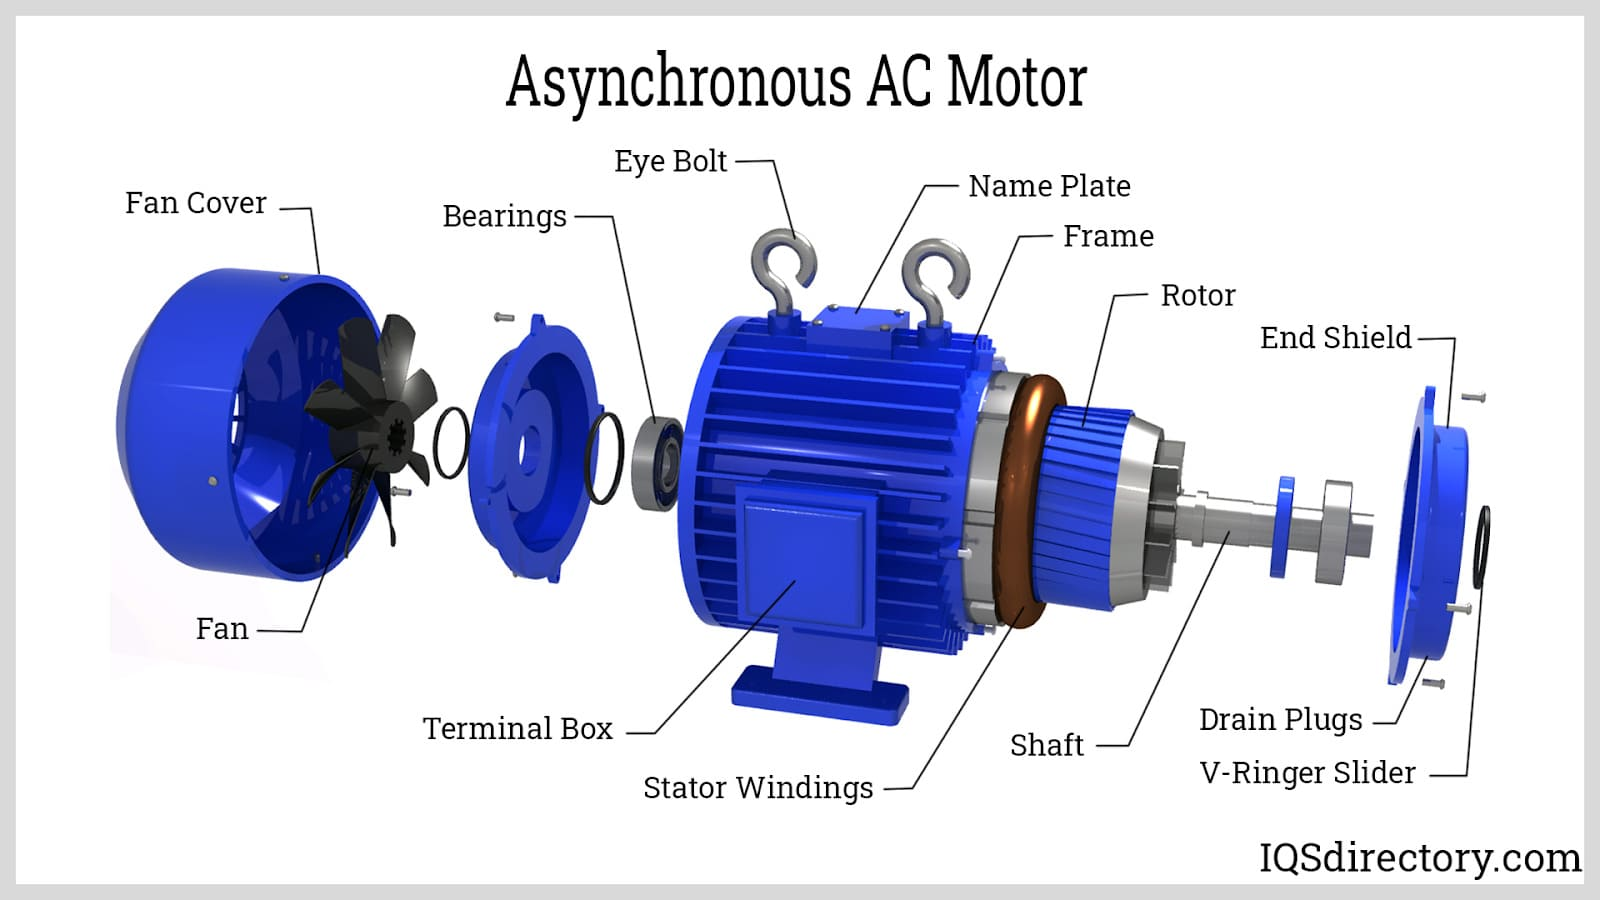 Asynchronous AC Motor
Eye Bolt
Name Plate
Fan Cover
Bearings
Frame
Rotor
End Shield
Fan
Terminal Box
Stator Windings
Shaft
Drain Plugs
V-Ringer Slider
IQSdirectory.com